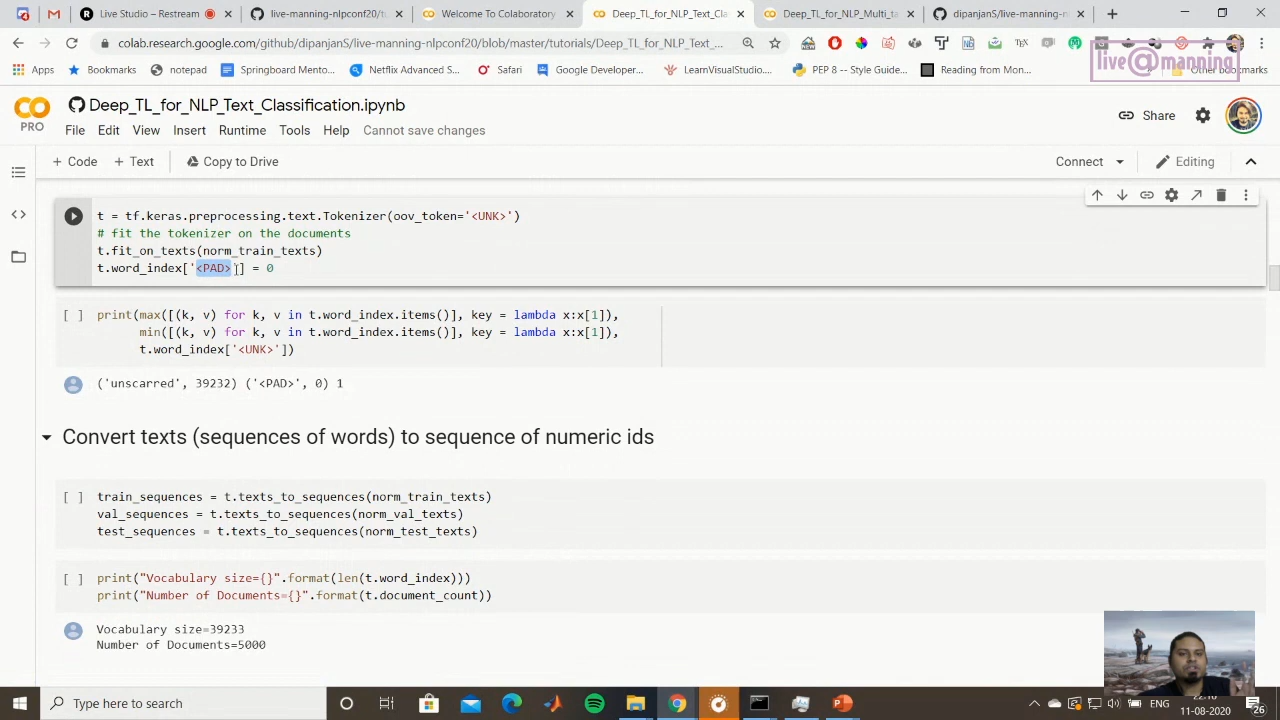 Restream
live-manning-nlpconf20/t
Welcome To Colaboratory
Deep_TL_for_NLP_Text_Cla
Deep_TL_for_NLP_Multi_ta
dipanjanS/live-manning-n
colab.research.google.com/github/dipanjanS/live-manning-nlpconf20/blob/master/tutorials/Deep_TL_for_NLP_Text_...
Apps
Bookmarks
notepad
Springboard Mento...
Netflix Advanced...
Safari
Google Developer...
LearnVisualStudio...
PEP 8 -- Style Guide...
Reading from Mon...
Other bookmarks
live@manning
CO
PRO
Deep_TL_for_NLP_Text_Classification.ipynb
Share
File
Edit
View
Insert
Runtime
Tools
Help
Cannot save changes
+ Code
+ Text
Copy to Drive
Connect
Editing
t = tf.keras.preprocessing.text.Tokenizer(oov_token='<UNK>')
# fit the tokenizer on the documents
t.fit_on_texts(norm_train_texts)
t.word_index['<PAD>'] = 0
[ ]
print(max([(k, v) for k, v in t.word_index.items()], key = lambda x:x[1]),
min([(k, v) for k, v in t.word_index.items()], key = lambda x:x[1]),
t.word_index['<UNK>'])
('unscarred', 39232) ('<PAD>', 0) 1
Convert texts (sequences of words) to sequence of numeric ids
[ ]
train_sequences = t.texts_to_sequences(norm_train_texts)
val_sequences = t.texts_to_sequences(norm_val_texts)
test_sequences = t.texts_to_sequences(norm_test_texts)
[ ]
print("Vocabulary size={}".format(len(t.word_index)))
print("Number of Documents={}".format(t.document_count))
Vocabulary size=39233
Number of Documents=5000
Type here to search
ENG
11-08-2020
26